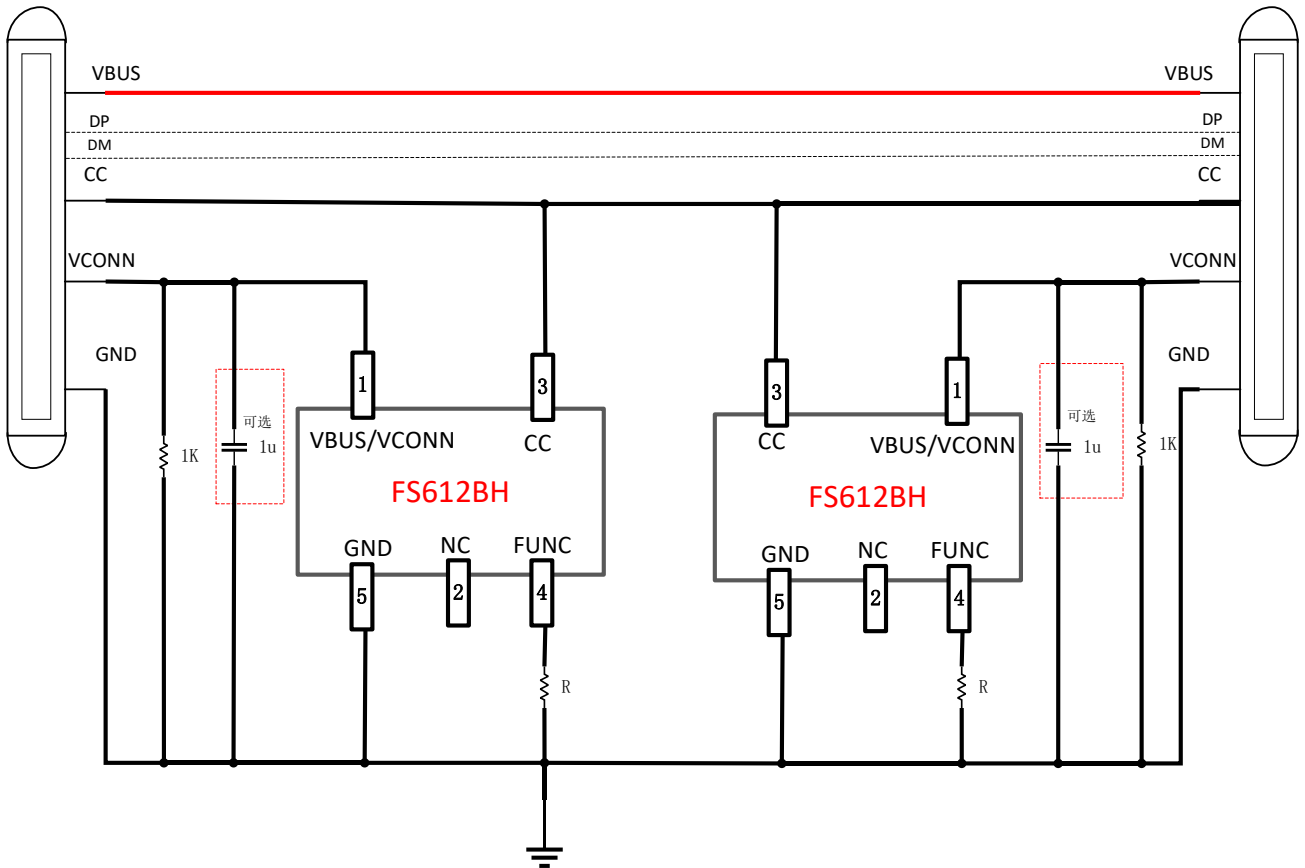 VBUS VBUS
DP DP
DM DM
CC CC
VCONN VCONN
GND GND
1 3 3 1
可选 可选
1K 1u 1u 1K
VBUS/VCONN CC CC VBUS/VCONN
FS612BH FS612BH
GND NC FUNC GND NC FUNC
5 2 4 5 2 4
R R